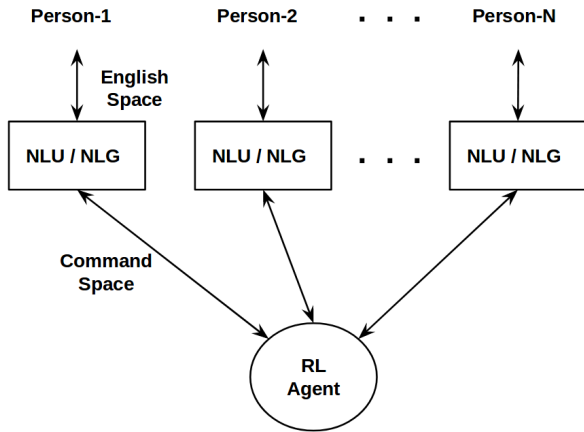 Person-1 Person-2 . . . Person-N
English
Space
NLU / NLG NLU / NLG . . . NLU / NLG
Command
Space
RL
Agent